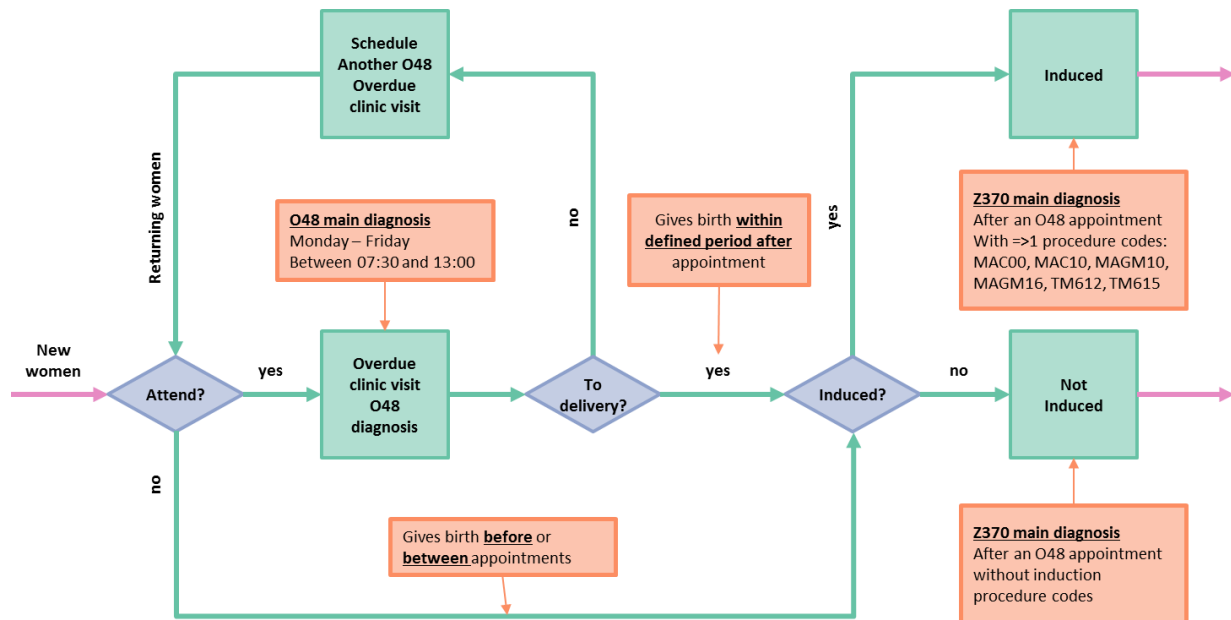 Schedule
Another O48
Overdue
clinic visit
Induced
Returning women
no
yes
O48 main diagnosis
Monday – Friday
Between 07:30 and 13:00
Gives birth within
defined period after
appointment
Z370 main diagnosis
After an O48 appointment
With =>1 procedure codes:
MAC00, MAC10, MAGM10,
MAGM16, TM612, TM615
New
women
Attend?
yes
Overdue
clinic visit
O48
diagnosis
To
delivery?
yes
Induced?
no
Not
Induced
no
Gives birth before or
between appointments
Z370 main diagnosis
After an O48 appointment
without induction
procedure codes